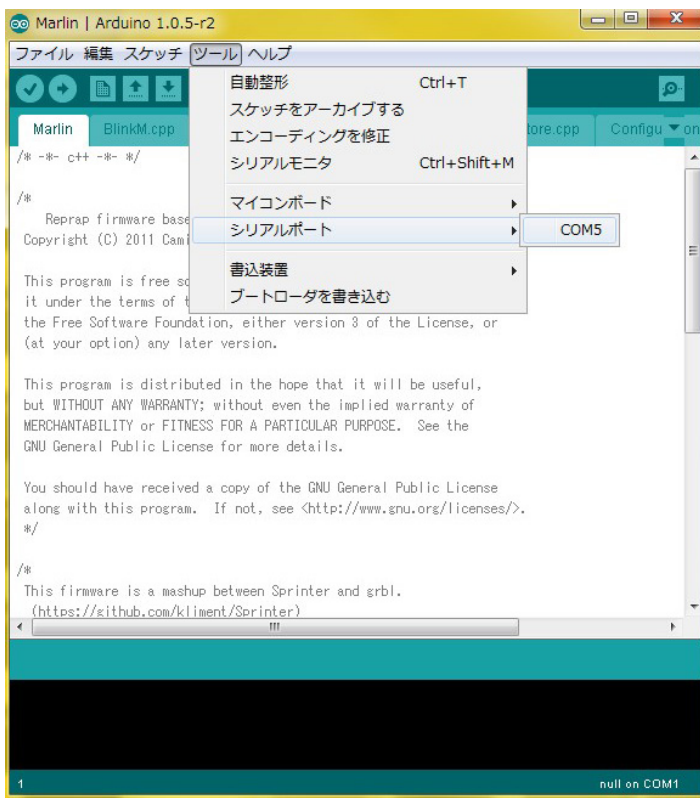 Marlin | Arduino 1.0.5-r2
ファイル 編集 スケッチ ツール ヘルプ
自動整形 Ctrl+T
スケッチをアーカイブする
エンコーディングを修正
シリアルモニタ Ctrl+Shift+M
マイコンボード
シリアルポート
COM5
書込装置
ブートローダを書き込む
Marlin BlinkM.cpp tore.cpp Configu on
/* -*- c++ -*- */
/*
Reprap firmware base
Copyright (C) 2011 Cami
This program is free so
it under the terms of t
the Free Software Foundation, either version 3 of the License, or
(at your option) any later version.
This program is distributed in the hope that it will be useful,
but WITHOUT ANY WARRANTY; without even the implied warranty of
MERCHANTABILITY or FITNESS FOR A PARTICULAR PURPOSE.  See the
GNU General Public License for more details.
You should have received a copy of the GNU General Public License
along with this program.  If not, see <http://www.gnu.org/licenses/>.
*/
/*
This firmware is a mashup between Sprinter and grbl.
(https://github.com/kliment/Sprinter)
1 null on COM1